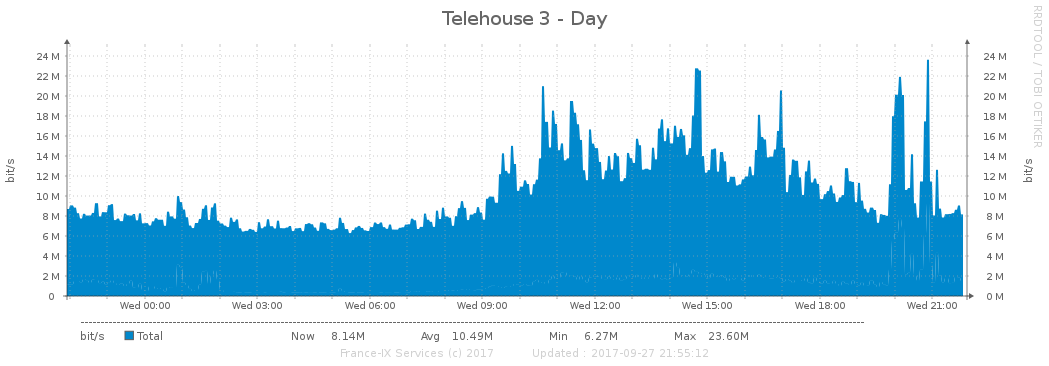 Telehouse 3 - Day
RRDTOOL / TOBI OETIKER
24 M 24 M
22 M 22 M
20 M 20 M
18 M 18 M
16 M 16 M
14 M 14 M
12 M 12 M
10 M 10 M
8 M 8 M
6 M 6 M
4 M 4 M
2 M 2 M
0 0 M
bit/s
bit/s
Wed 00:00 Wed 03:00 Wed 06:00 Wed 09:00 Wed 12:00 Wed 15:00 Wed 18:00 Wed 21:00
bit/s Total Now 8.14M Avg 10.49M Min 6.27M Max 23.60M
France-IX Services (c) 2017 Updated : 2017-09-27 21:55:12